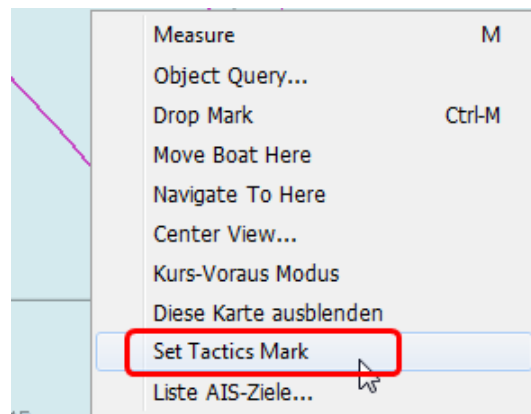 Measure M
Object Query...
Drop Mark Ctrl-M
Move Boat Here
Navigate To Here
Center View...
Kurs-Voraus Modus
Diese Karte ausblenden
Set Tactics Mark
Liste AIS-Ziele...